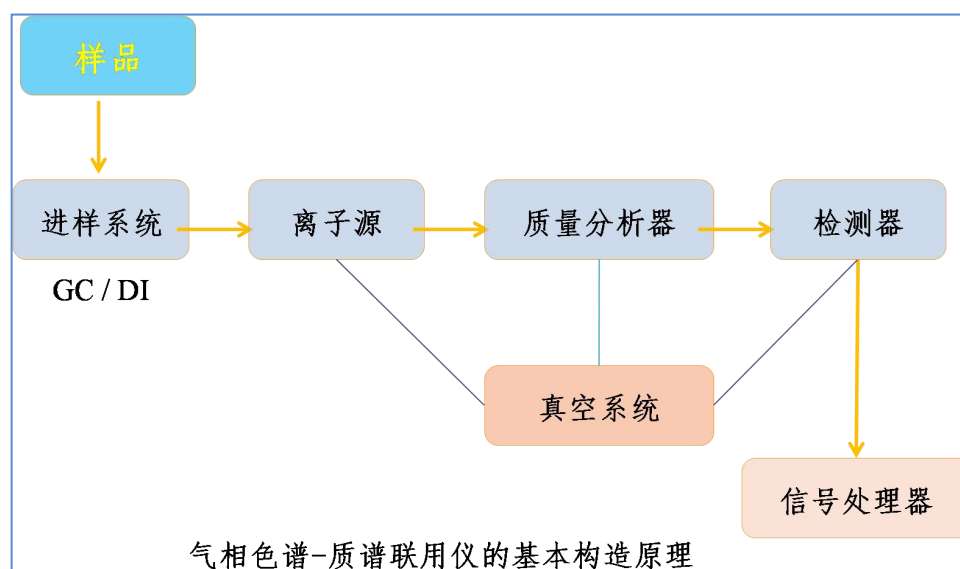 样品
进样系统
离子源
质量分析器
检测器
GC / DI
真空系统
信号处理器
气相色谱-质谱联用仪的基本构造原理